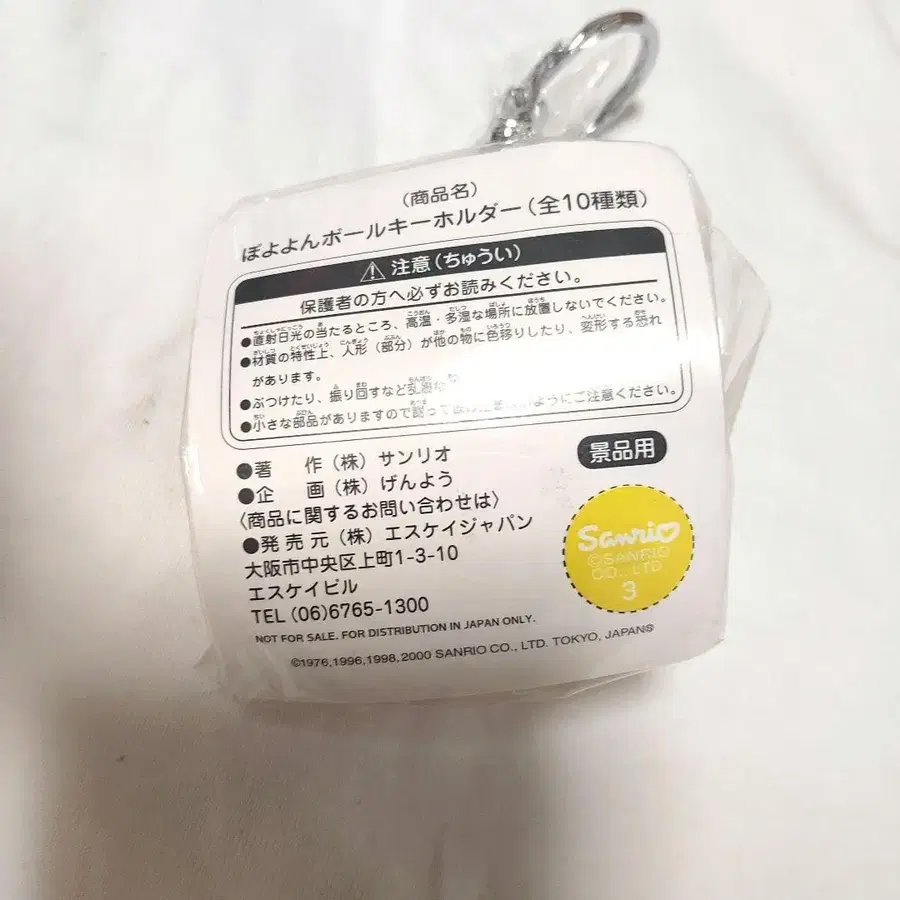 (商品名)
ぽよよんボールキーホルダー(全10種類)
注意(ちゅうい)
保護者の方へ必ずお読みください。
●直射日光の当たるところ、高温・多湿な場所に放置しないでください。
●材質の特性上、人形(部分)が他の物に色移りしたり、変形する恐れ
があります。
●ぶつけたり、振り回すなど乱暴な
●小さな部品がありますので誤って ようにご注意ください。
●著 作(株)サンリオ
景品用
●企 画(株)げんよう
〈商品に関するお問い合わせは〉
●発売元(株)エスケイジャパン
大阪市中央区上町1-3-10
エスケイビル
TEL(06)6765-1300
Sanrio
©SANRIO
CO., LTD.
3
NOT FOR SALE. FOR DISTRIBUTION IN JAPAN ONLY.
©1976,1996,1998,2000 SANRIO CO., LTD. TOKYO, JAPAN®